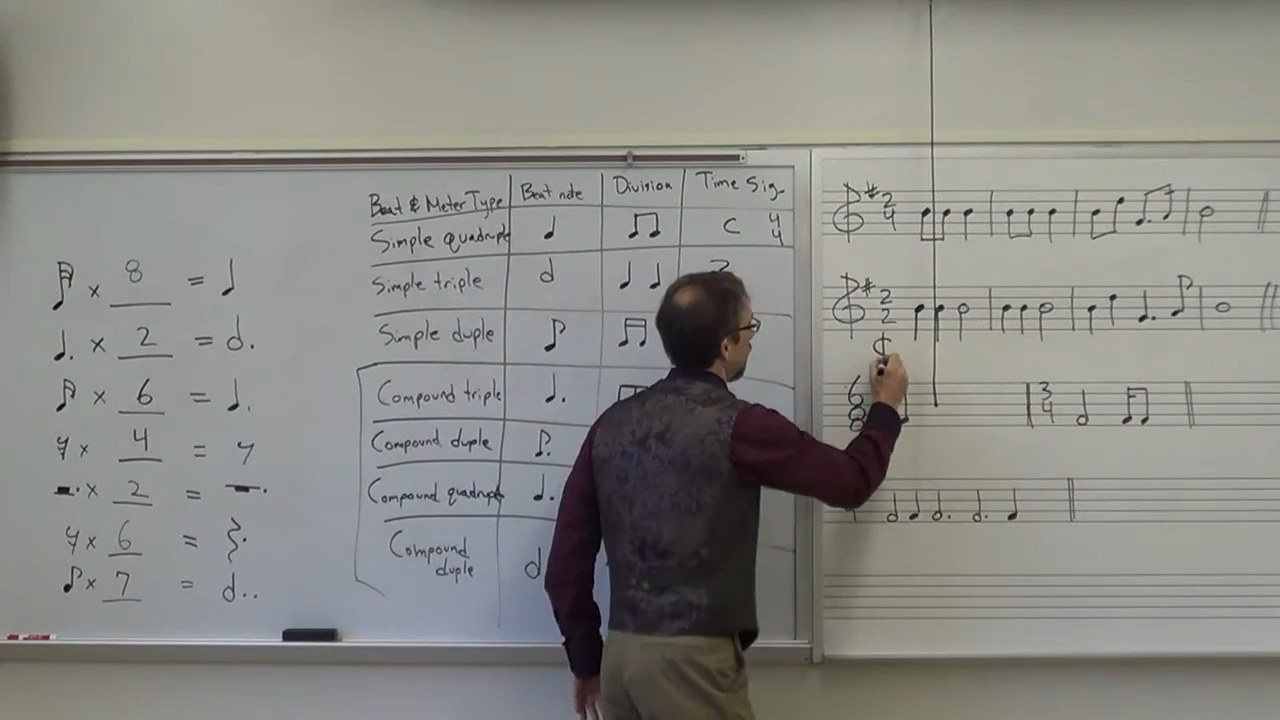 × 8 =
× 2 =
× 6 =
× 4 =
× 2 =
× 6 =
× 7 =
Beat & Meter Type Beat note Division Time Sig.
Simple quadruple C 4/4
Simple triple
Simple duple
Compound triple
Compound duple
Compound quadruple
Compound duple
2/4
2/2
6/8 3/4